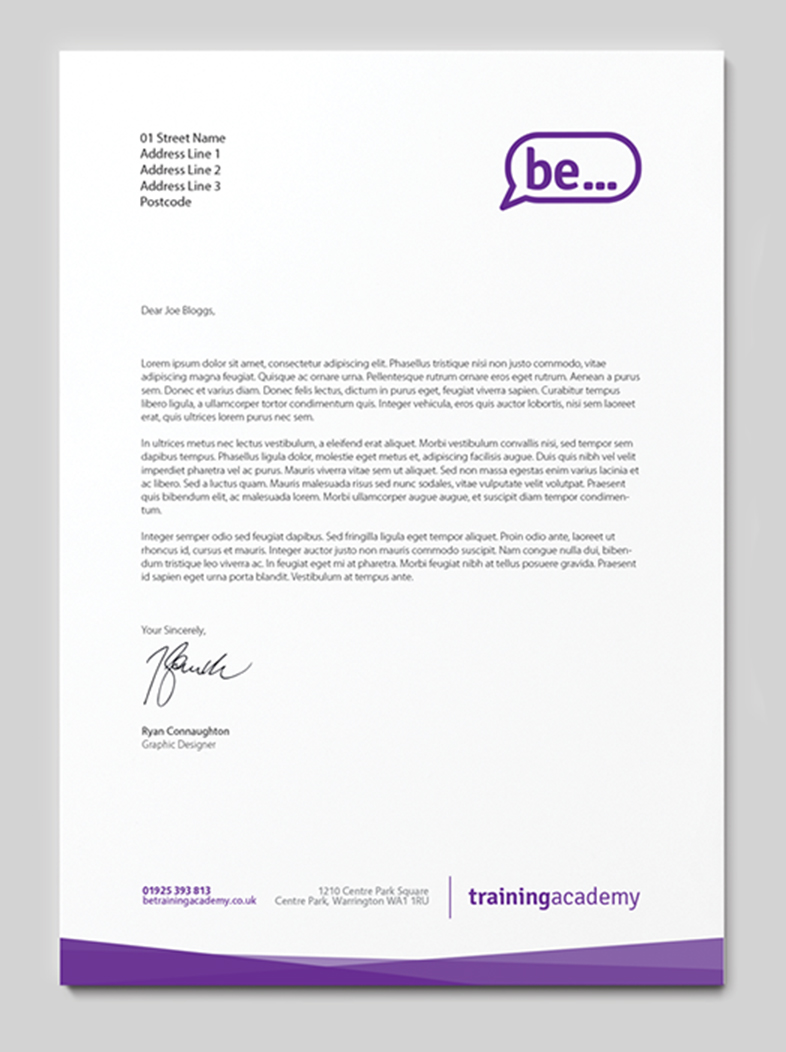 01 Street Name
Address Line 1
Address Line 2
Address Line 3
Postcode
be...
Dear Joe Bloggs,
Lorem ipsum dolor sit amet, consectetur adipiscing elit. Phasellus tristique nisi non justo commodo, vitae
adipiscing magna feugiat. Quisque ac ornare urna. Pellentesque rutrum ornare eros eget rutrum. Aenean a purus
sem. Donec et varius diam. Donec felis lectus, dictum in purus eget, feugiat viverra sapien. Curabitur tempus
libero ligula, a ullamcorper tortor condimentum quis. Integer vehicula, eros quis auctor lobortis, nisi sem laoreet
erat, quis ultrices lorem purus nec sem.
In ultrices metus nec lectus vestibulum, a eleifend erat aliquet. Morbi vestibulum convallis nisi, sed tempor sem
dapibus tempus. Phasellus ligula dolor, molestie eget metus et, adipiscing facilisis augue. Duis quis nibh vel velit
imperdiet pharetra vel ac purus. Mauris viverra vitae sem ut aliquet. Sed non massa egestas enim varius lacinia et
ac libero. Sed a luctus quam. Mauris malesuada risus sed nunc sodales, vitae vulputate velit volutpat. Praesent
quis bibendum elit, ac malesuada lorem. Morbi ullamcorper augue augue, et suscipit diam tempor condimen-
tum.
Integer semper odio sed feugiat dapibus. Sed fringilla ligula eget tempor aliquet. Proin odio ante, laoreet ut
rhoncus id, cursus et mauris. Integer auctor justo non mauris commodo suscipit. Nam congue nulla dui, biben-
dum tristique leo viverra ac. In feugiat eget mi at pharetra. Morbi feugiat nibh at tellus posuere gravida. Praesent
id sapien eget urna porta blandit. Vestibulum at tempus ante.
Your Sincerely,
Ryan Connaughton
Graphic Designer
01925 393 813
betrainingacademy.co.uk
1210 Centre Park Square
Centre Park, Warrington WA1 1RU
trainingacademy